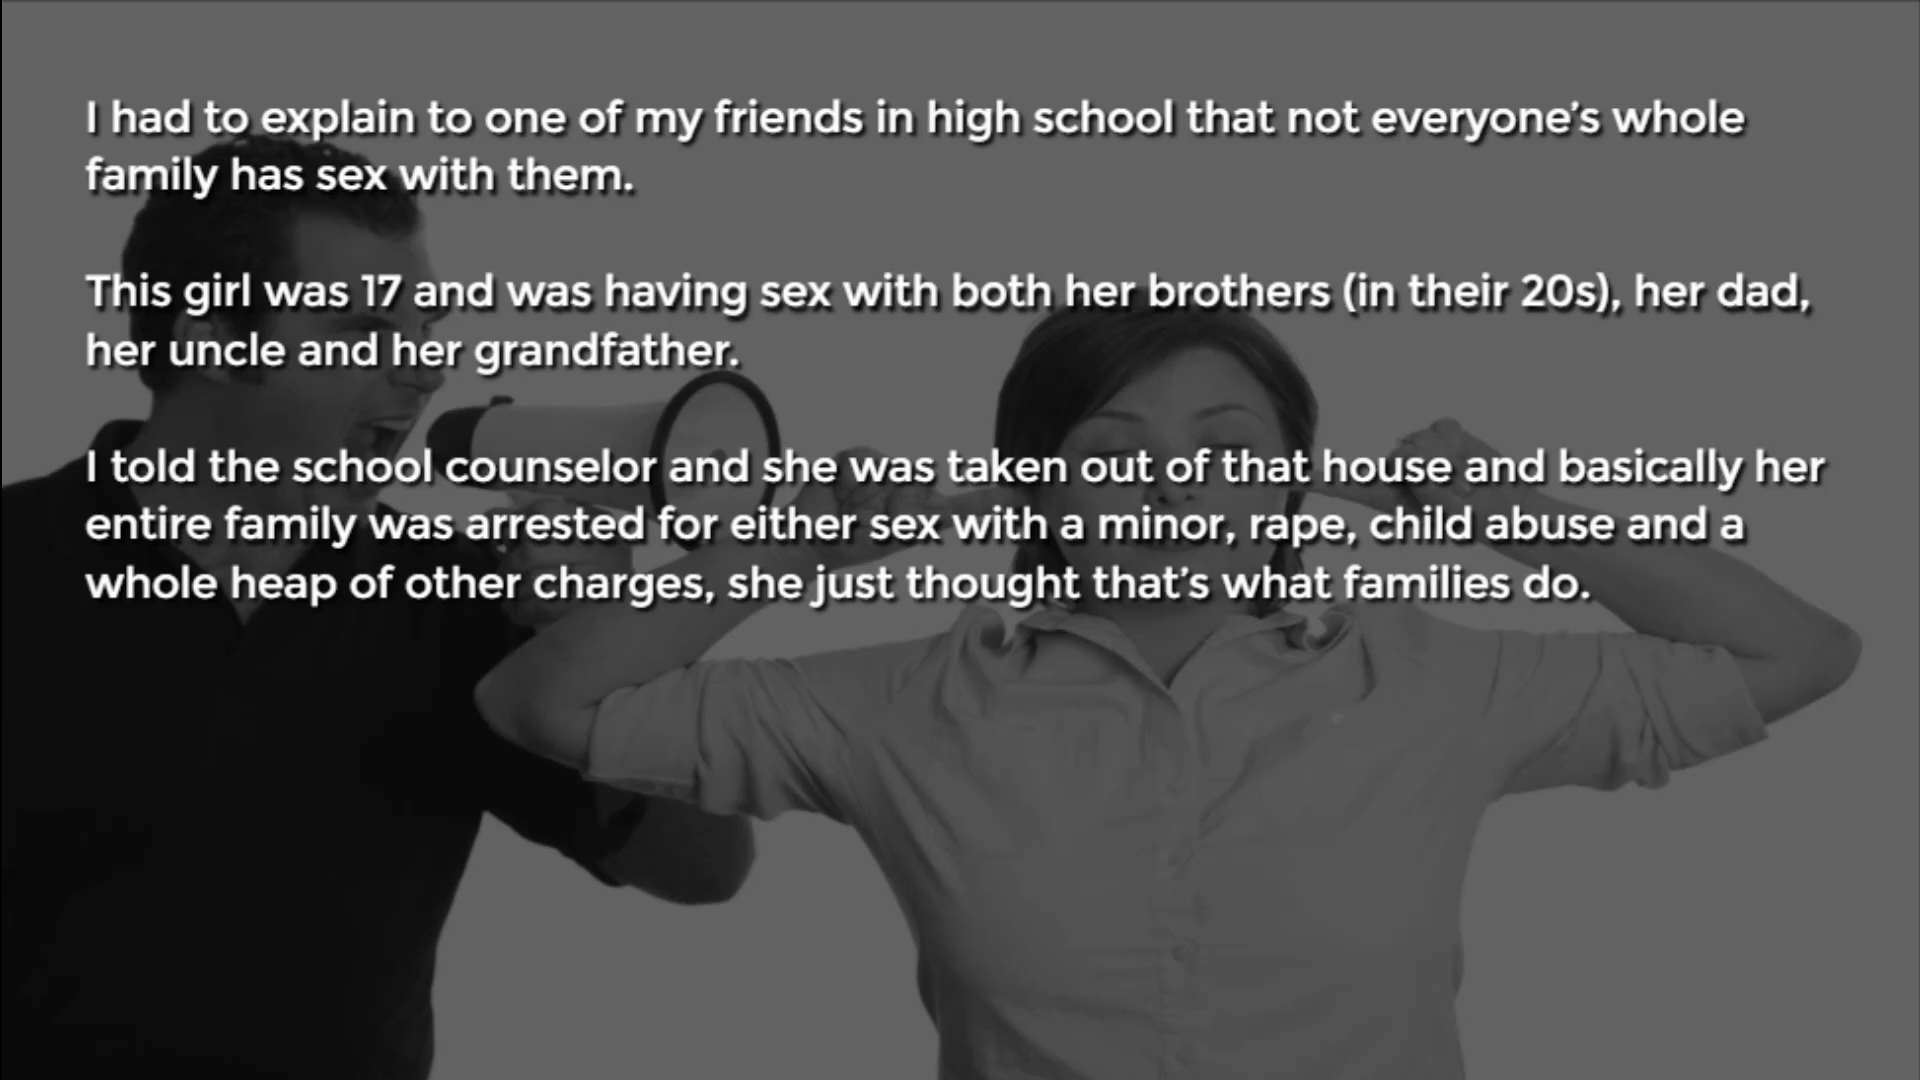 I had to explain to one of my friends in high school that not everyone’s whole
family has sex with them.
This girl was 17 and was having sex with both her brothers (in their 20s), her dad,
her uncle and her grandfather.
I told the school counselor and she was taken out of that house and basically her
entire family was arrested for either sex with a minor, rape, child abuse and a
whole heap of other charges, she just thought that’s what families do.